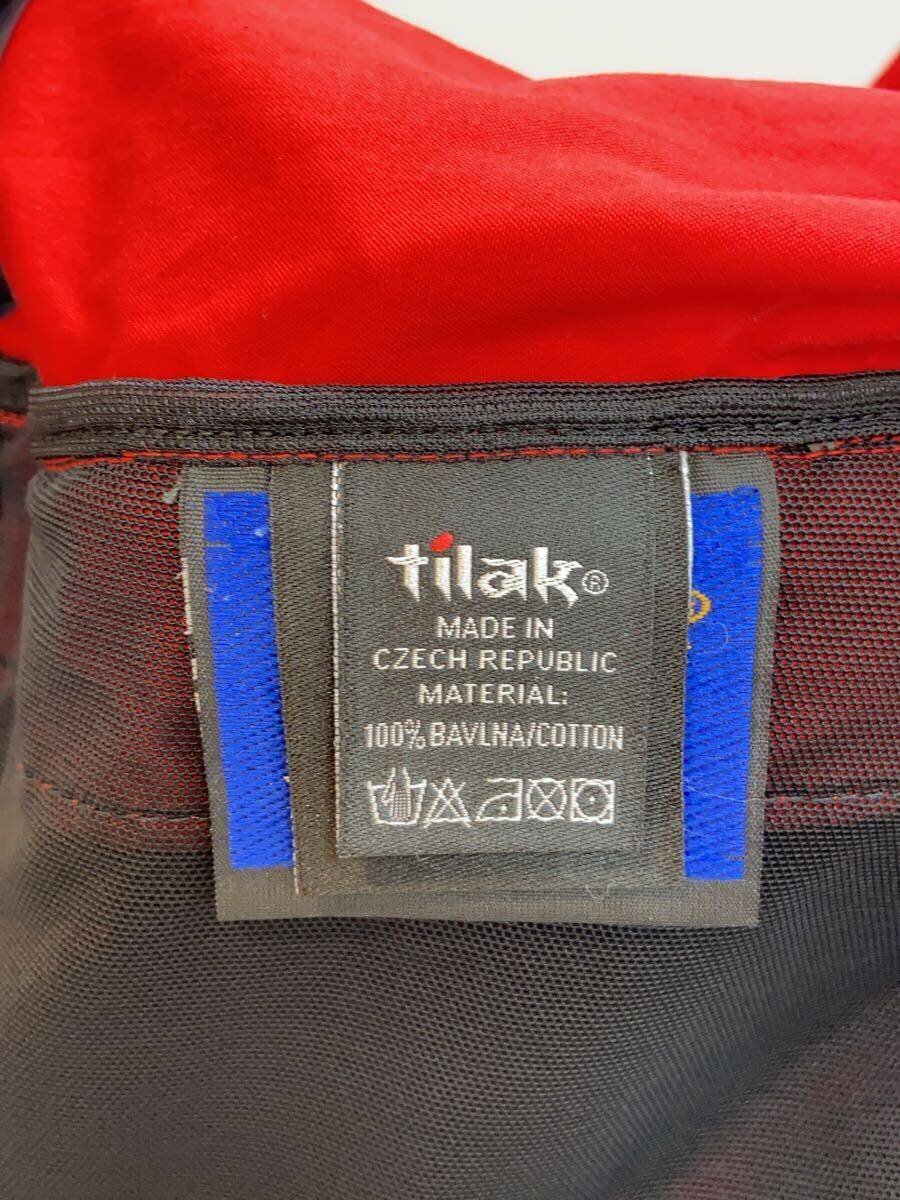 tilak®
MADE IN
CZECH REPUBLIC
MATERIAL:
100% BAVLNA/COTTON